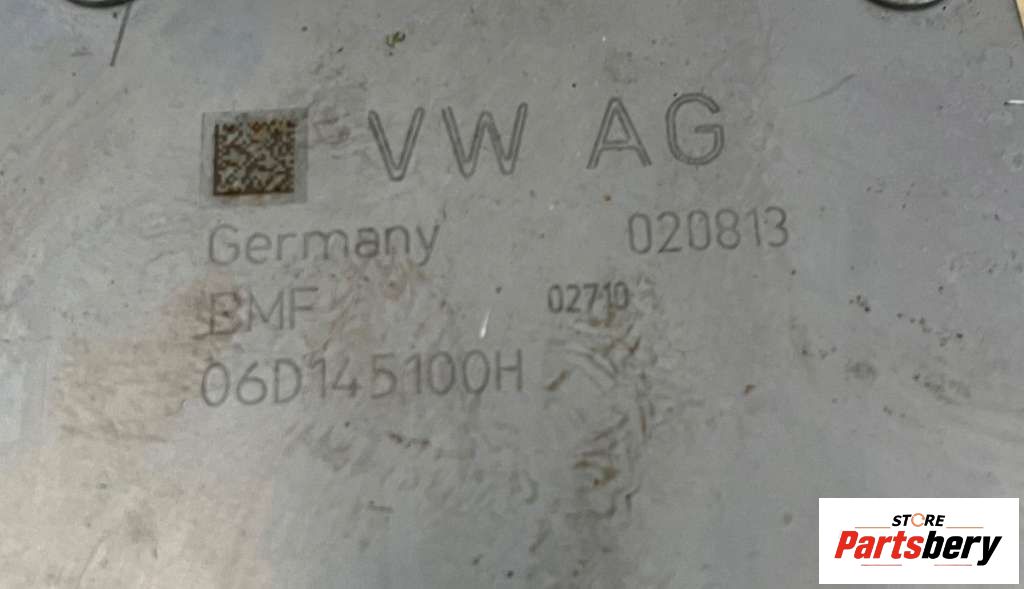 VW AG
Germany 020813
BMF 02710
06D145100H
STORE
Partsbery